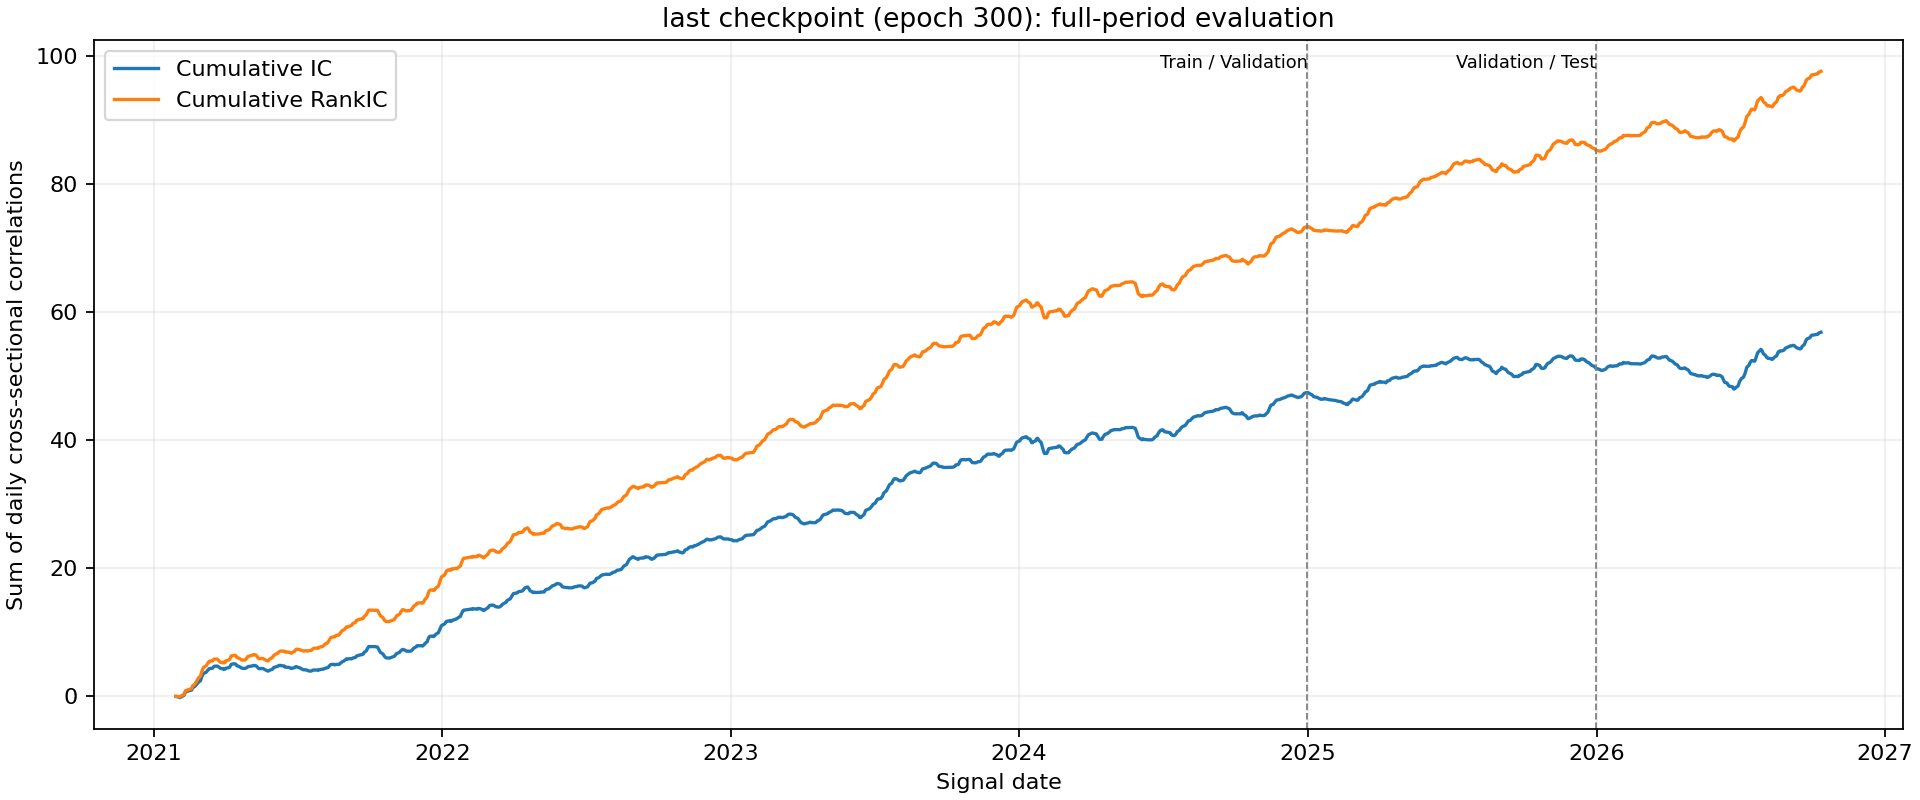 last checkpoint (epoch 300): full-period evaluation
Cumulative IC
Cumulative RankIC
Train / Validation
Validation / Test
Sum of daily cross-sectional correlations
100
80
60
40
20
0
2021
2022
2023
2024
2025
2026
2027
Signal date